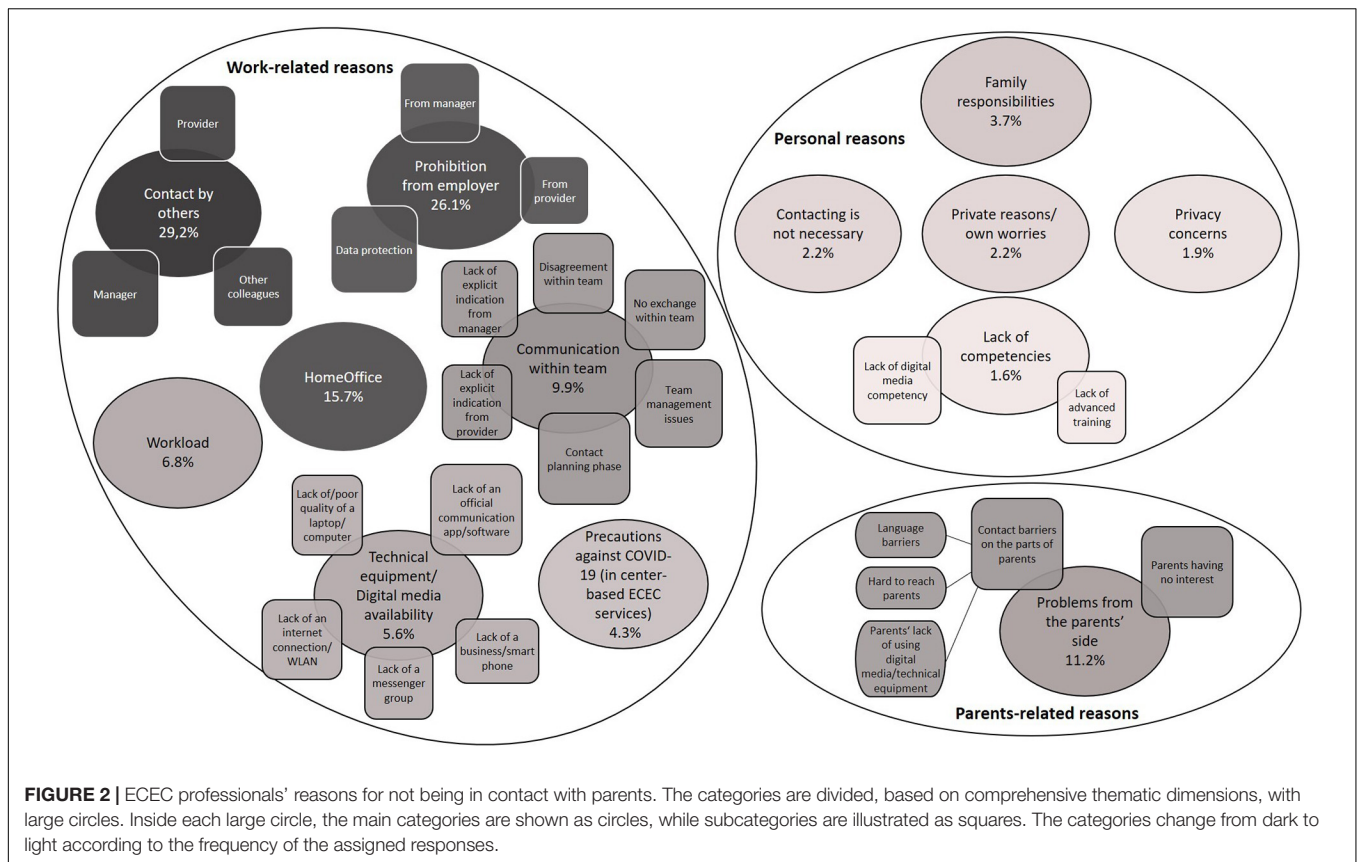 Work-related reasons
Provider
Contact by
others
29,2%
Manager
Other
colleagues
From manager
Prohibition
from employer
26.1%
From
provider
Data protection
HomeOffice
15.7%
Lack of
explicit
indication
from
manager
Disagreement
within team
No exchange
within team
Communication
within team
9.9%
Lack of
explicit
indication
from
provider
Team
management
issues
Contact
planning phase
Workload
6.8%
Lack of/poor
quality of a
laptop/
computer
Lack of an
official
communication
app/software
Technical
equipment/
Digital media
availability
5.6%
Lack of an
internet
connection/
WLAN
Lack of a
messenger
group
Lack of a
business/smart
phone
Precautions
against COVID-
19 (in center-
based ECEC
services)
4.3%
Personal reasons
Family
responsibilities
3.7%
Contacting is
not necessary
2.2%
Private reasons/
own worries
2.2%
Privacy
concerns
1.9%
Lack of
competencies
1.6%
Lack of digital
media
competency
Lack of
advanced
training
Language
barriers
Hard to reach
parents
Parents' lack
of using
digital
media/technical
equipment
Contact barriers
on the parts of
parents
Parents having
no interest
Problems from
the parents'
side
11.2%
Parents-related reasons
FIGURE 2 | ECEC professionals' reasons for not being in contact with parents. The categories are divided, based on comprehensive thematic dimensions, with
large circles. Inside each large circle, the main categories are shown as circles, while subcategories are illustrated as squares. The categories change from dark to
light according to the frequency of the assigned responses.